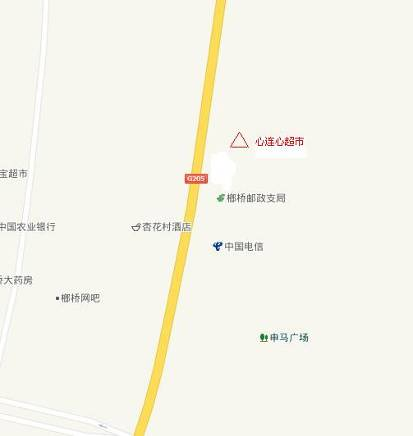 心连心超市
宝超市
G205
榔桥邮政支局
中国农业银行
杏花村酒店
中国电信
大药房
榔桥网吧
申马广场